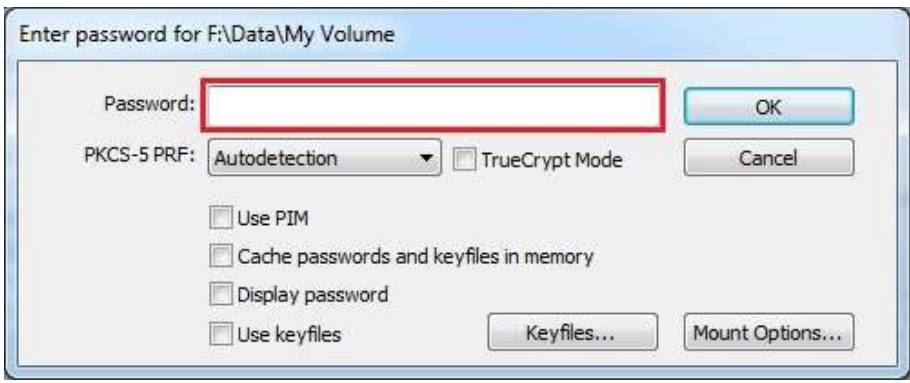 Enter password for F:\Data\My Volume
Password:
OK
PKCS-5 PRF: Autodetection TrueCrypt Mode
Cancel
Use PIM
Cache passwords and keyfiles in memory
Display password
Use keyfiles
Keyfiles...
Mount Options...